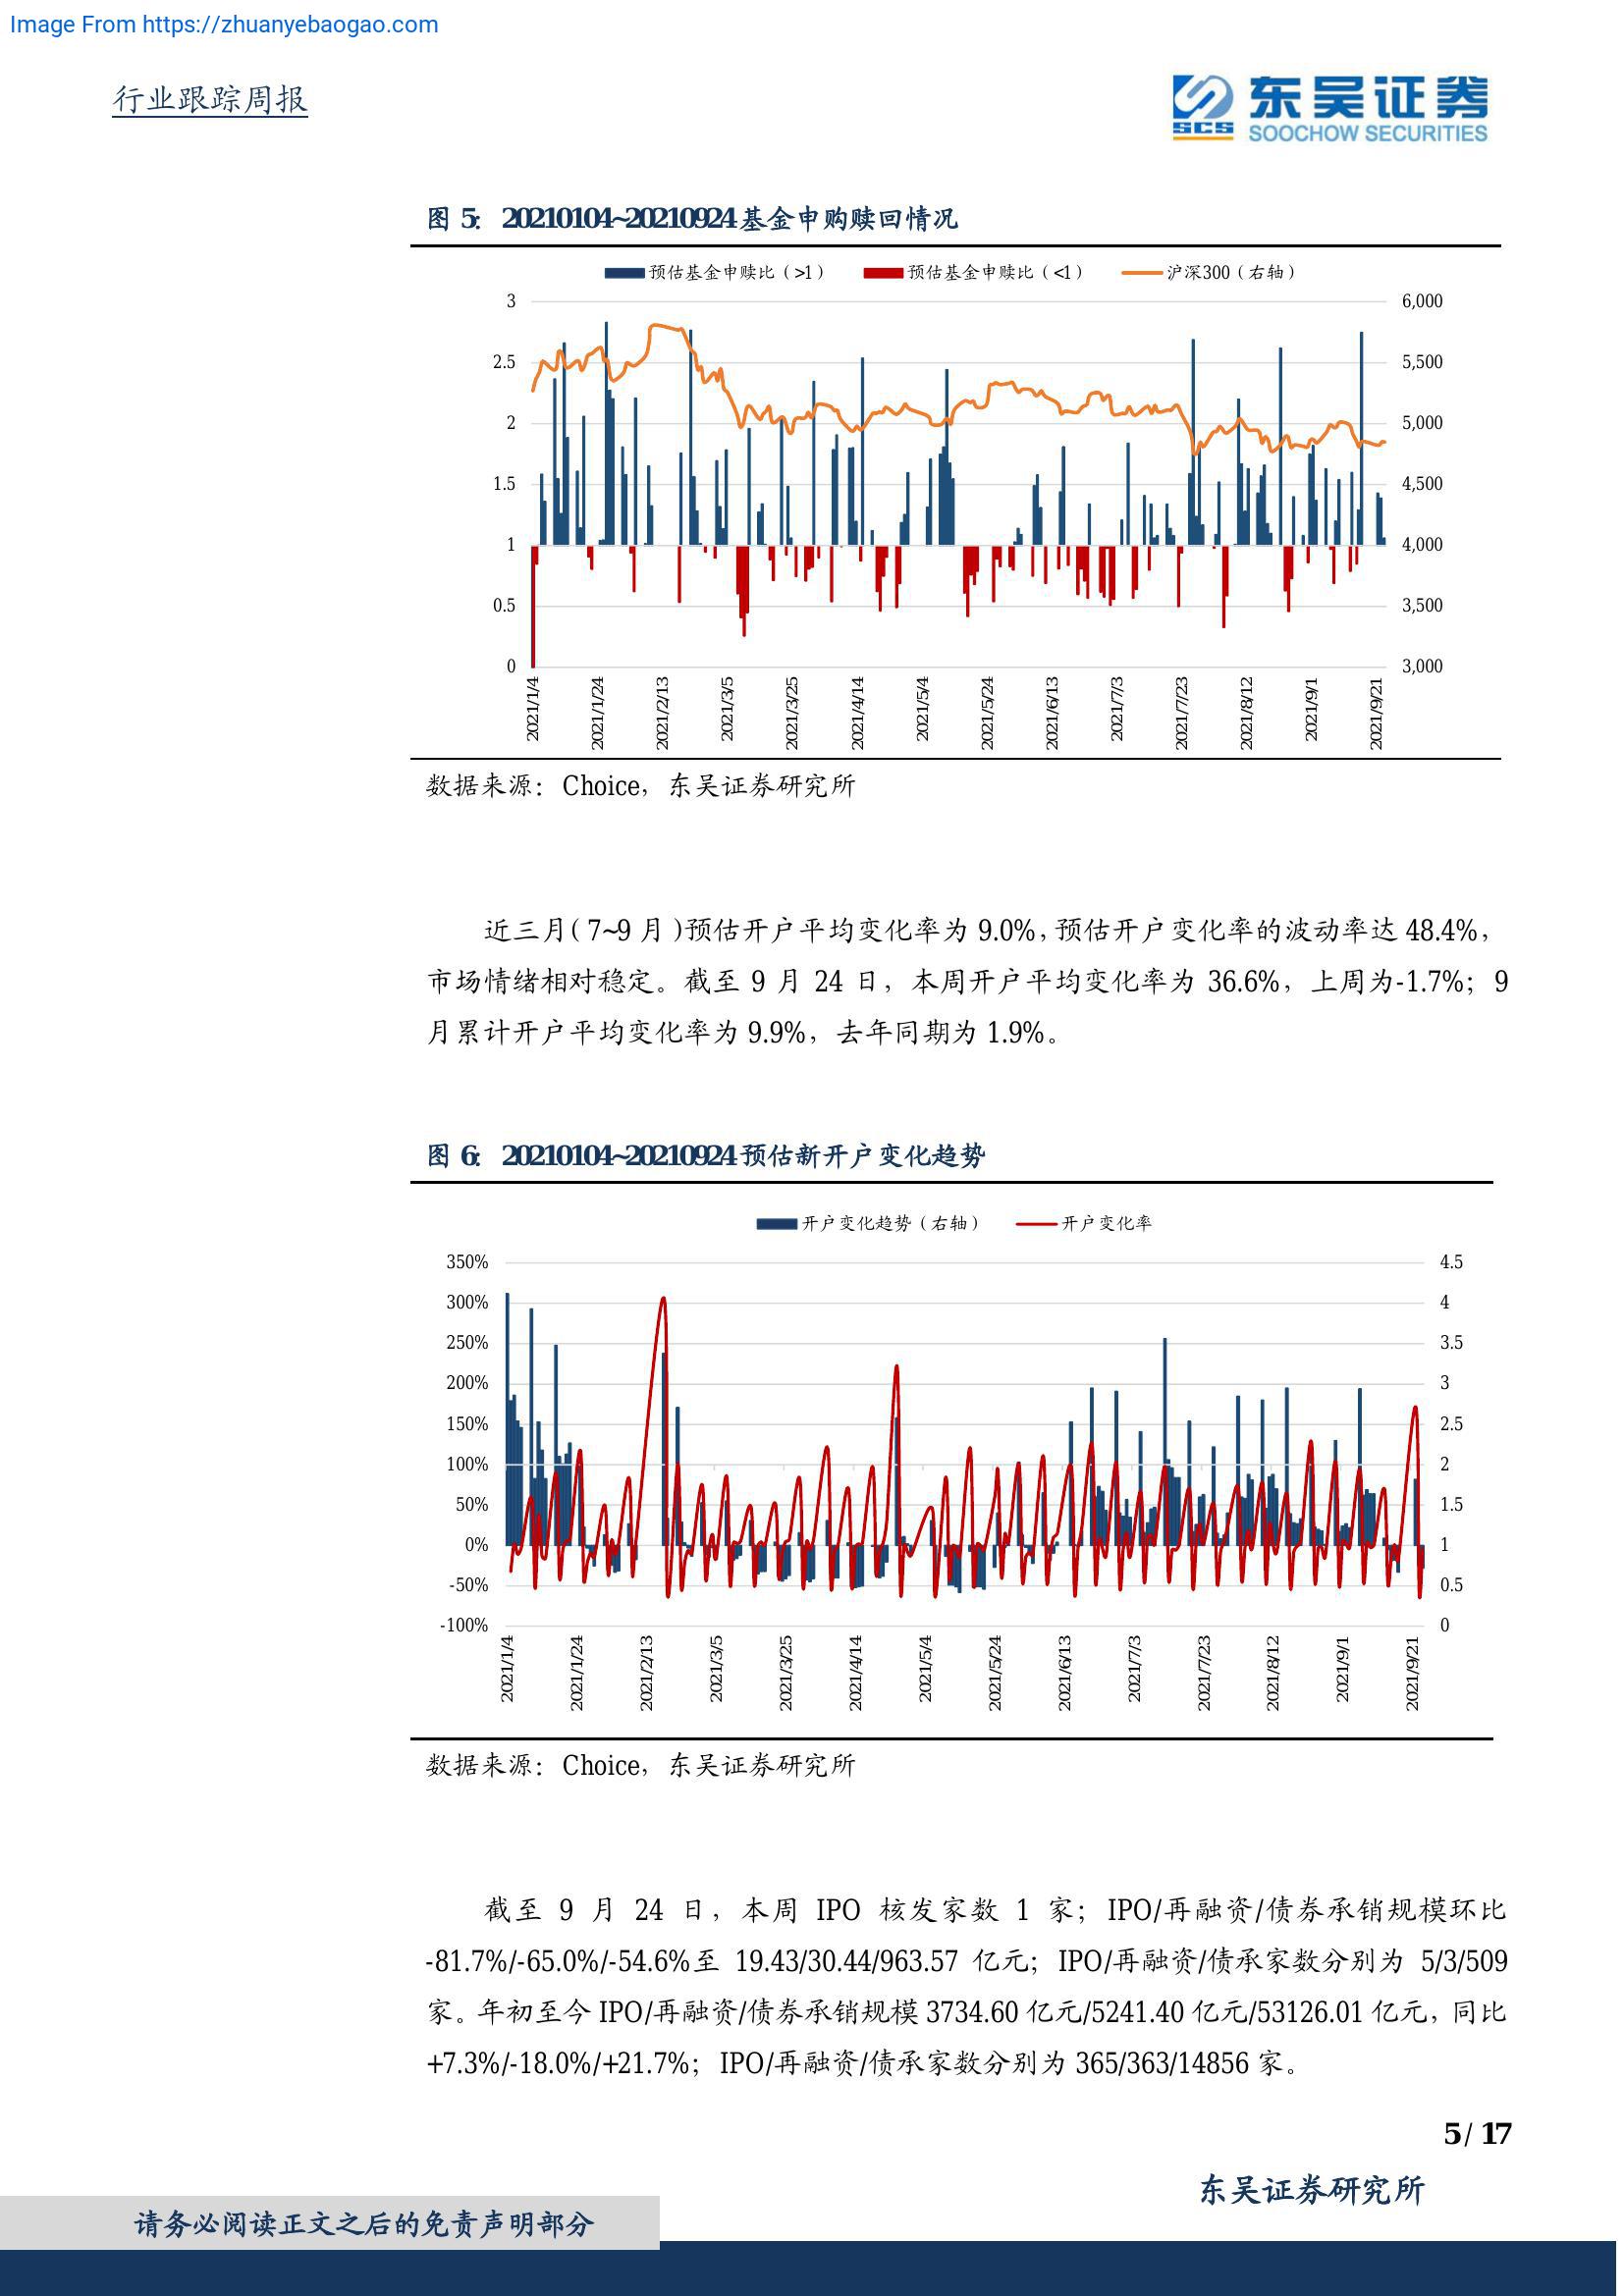 Image From https://zhuanyebaogao.com
行业跟踪周报
东吴证券
SCS
SOOCHOW SECURITIES
图 5: 20210104~20210924基金申购赎回情况
预估基金申赎比（>1） 预估基金申赎比（<1） 沪深300（右轴）
3 6,000
2.5 5,500
2 5,000
1.5 4,500
1 4,000
0.5 3,500
0 3,000
2021/1/4 2021/1/24 2021/2/13 2021/3/5 2021/3/25 2021/4/14 2021/5/4 2021/5/24 2021/6/13 2021/7/3 2021/7/23 2021/8/12 2021/9/1 2021/9/21
数据来源：Choice，东吴证券研究所
近三月（7~9 月）预估开户平均变化率为 9.0%，预估开户变化率的波动率达 48.4%，
市场情绪相对稳定。截至 9 月 24 日，本周开户平均变化率为 36.6%，上周为-1.7%；9
月累计开户平均变化率为 9.9%，去年同期为 1.9%。
图 6: 20210104~20210924预估新开户变化趋势
开户变化趋势（右轴） 开户变化率
350% 4.5
300% 4
250% 3.5
200% 3
150% 2.5
100% 2
50% 1.5
0% 1
-50% 0.5
-100% 0
2021/1/4 2021/1/24 2021/2/13 2021/3/5 2021/3/25 2021/4/14 2021/5/4 2021/5/24 2021/6/13 2021/7/3 2021/7/23 2021/8/12 2021/9/1 2021/9/21
数据来源：Choice，东吴证券研究所
截至 9 月 24 日，本周 IPO 核发家数 1 家；IPO/再融资/债券承销规模环比
-81.7%/-65.0%/-54.6%至 19.43/30.44/963.57 亿元；IPO/再融资/债承家数分别为 5/3/509
家。年初至今 IPO/再融资/债券承销规模 3734.60 亿元/5241.40 亿元/53126.01 亿元，同比
+7.3%/-18.0%/+21.7%；IPO/再融资/债承家数分别为 365/363/14856 家。
5 / 17
东吴证券研究所
请务必阅读正文之后的免责声明部分